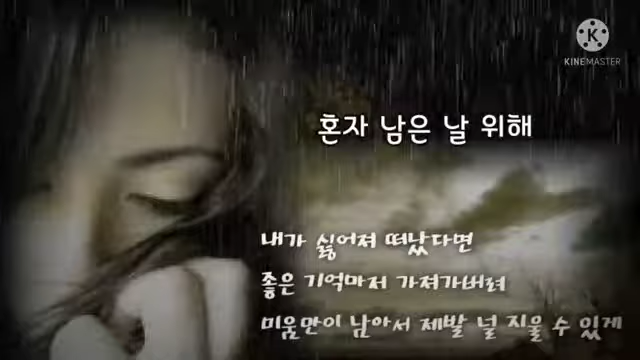 KINEMASTER
혼자 남은 날 위해
내가 싫어져 떠났다면
좋은 기억마저 가져가버려
미움만이 남아서 제발 널 지울 수 있게